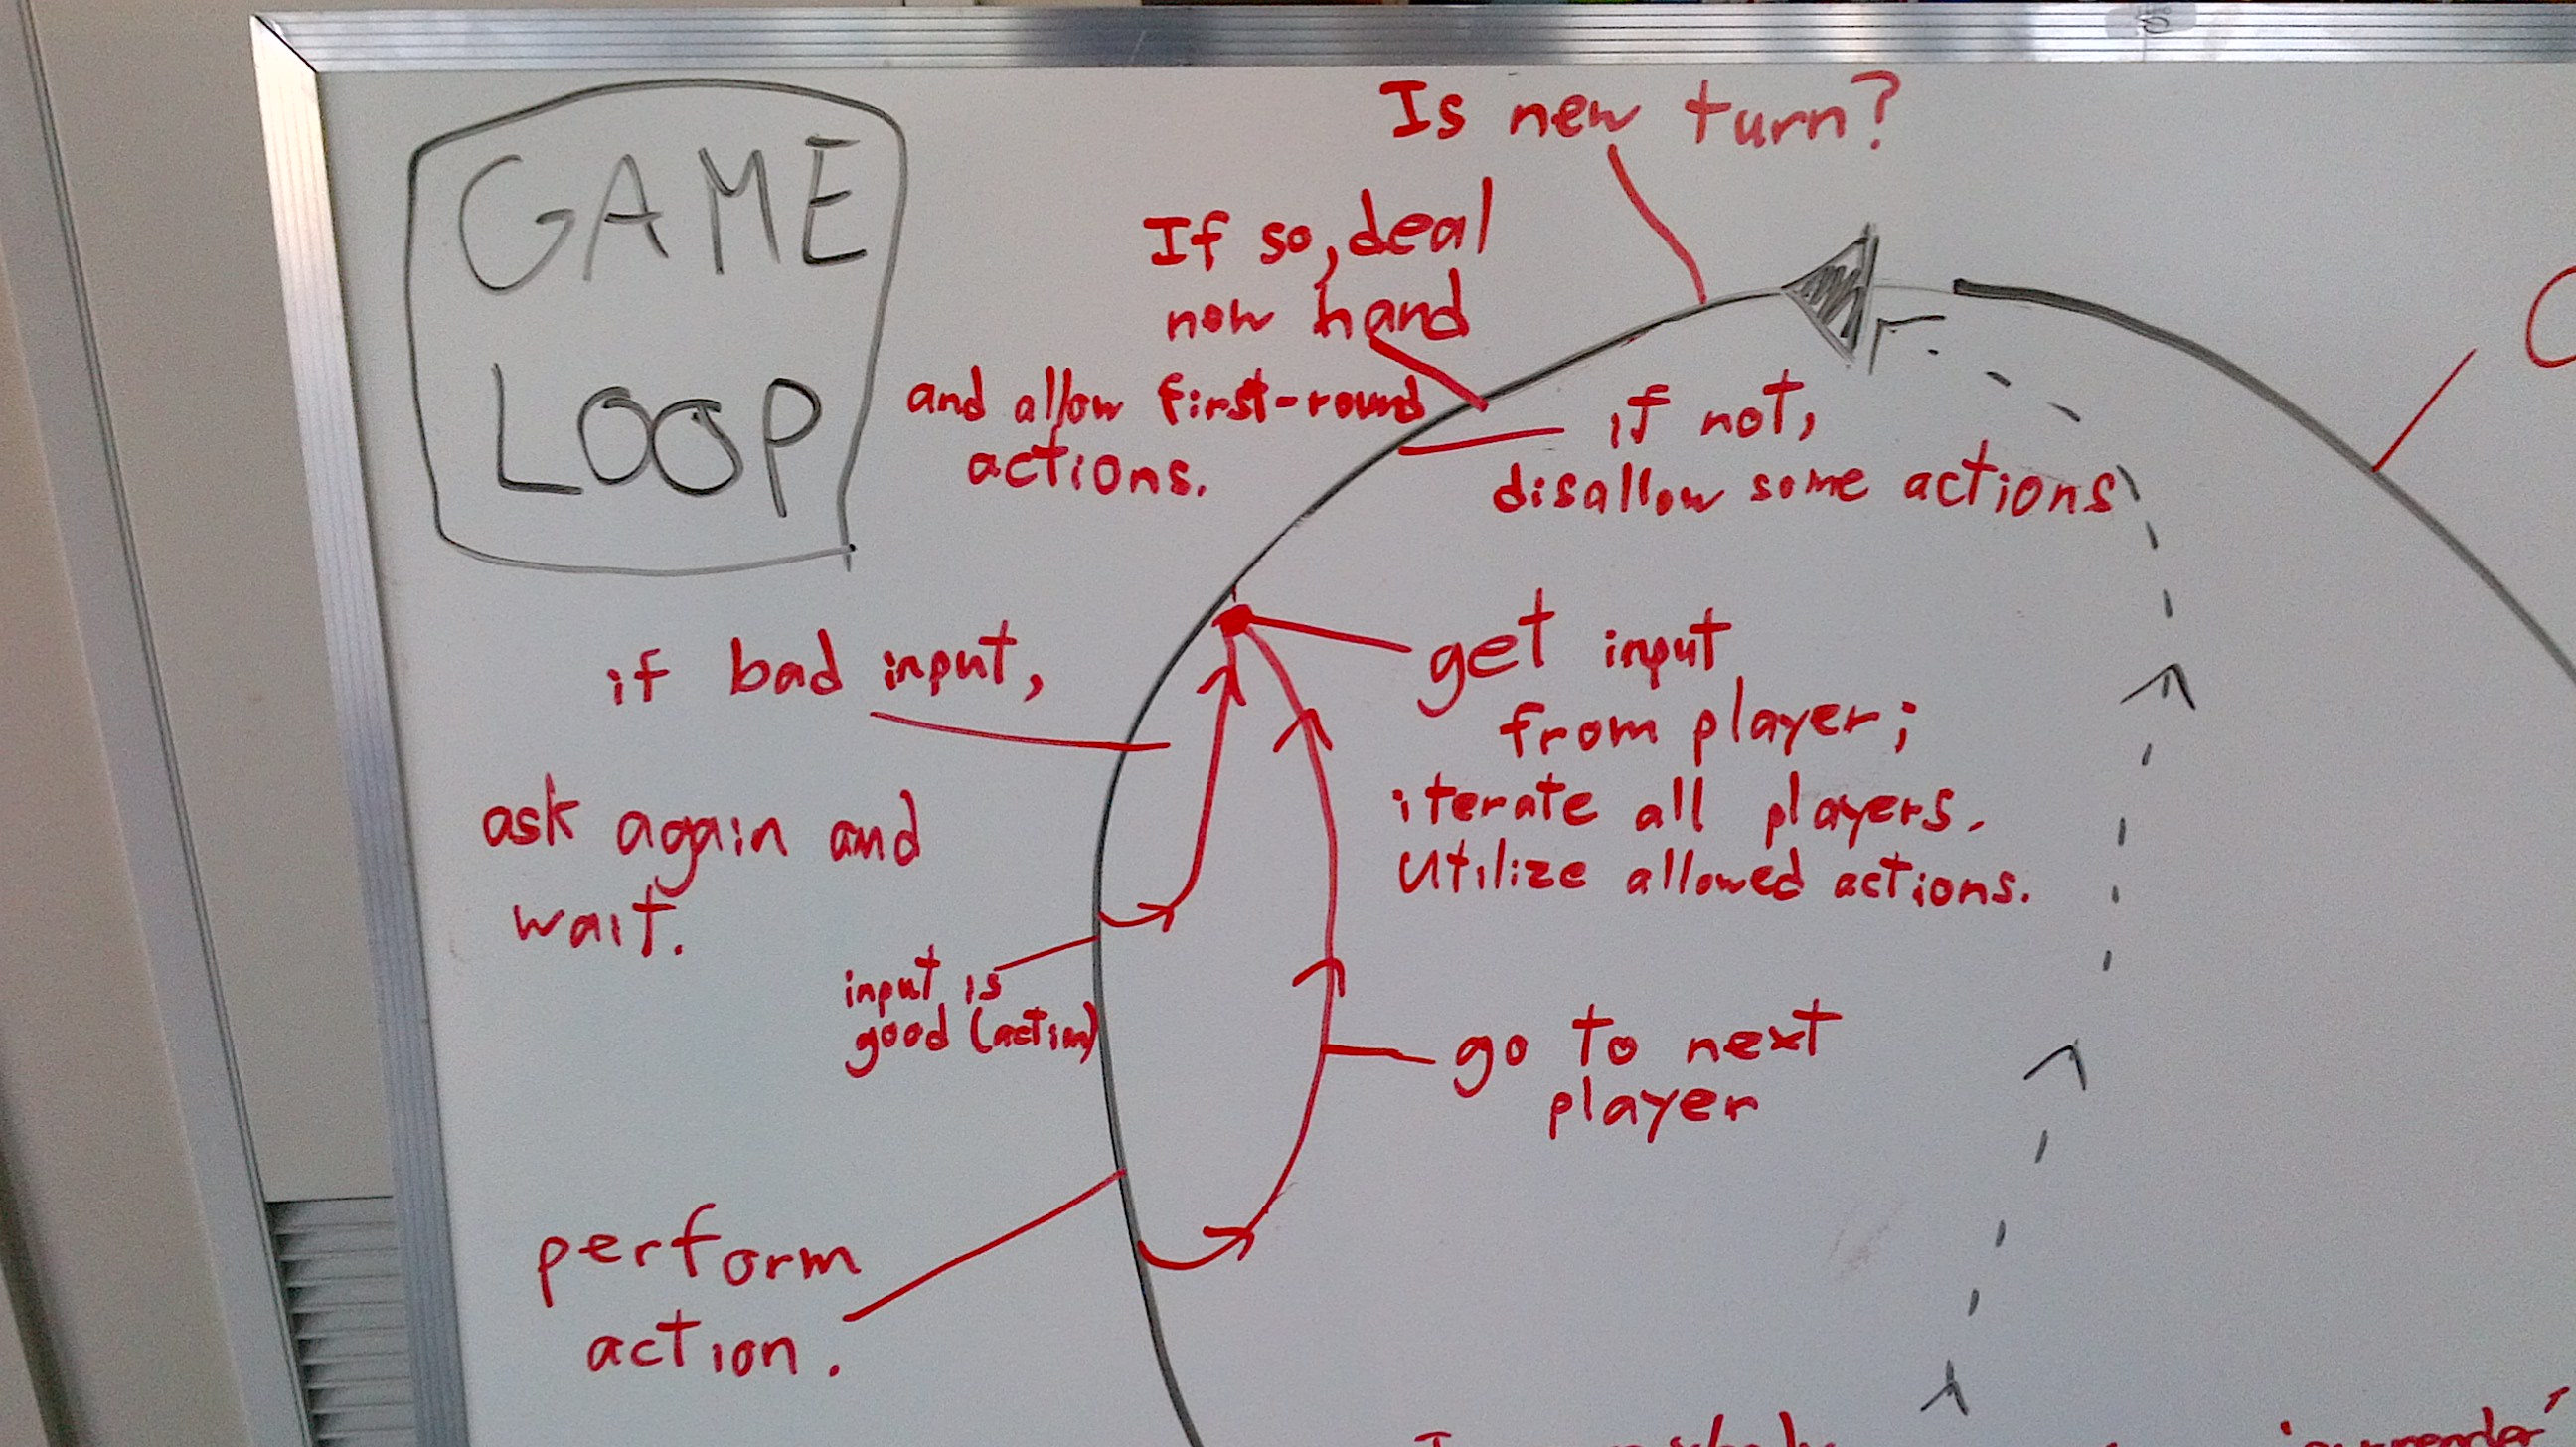 GAME
LOOP
Is new turn?
If so, deal
new hand
and allow first-round
actions.
if not,
disallow some actions
get input
from player;
iterate all players.
Utilize allowed actions.
if bad input,
ask again and
wait.
input is
good (action)
go to next
player
perform
action.